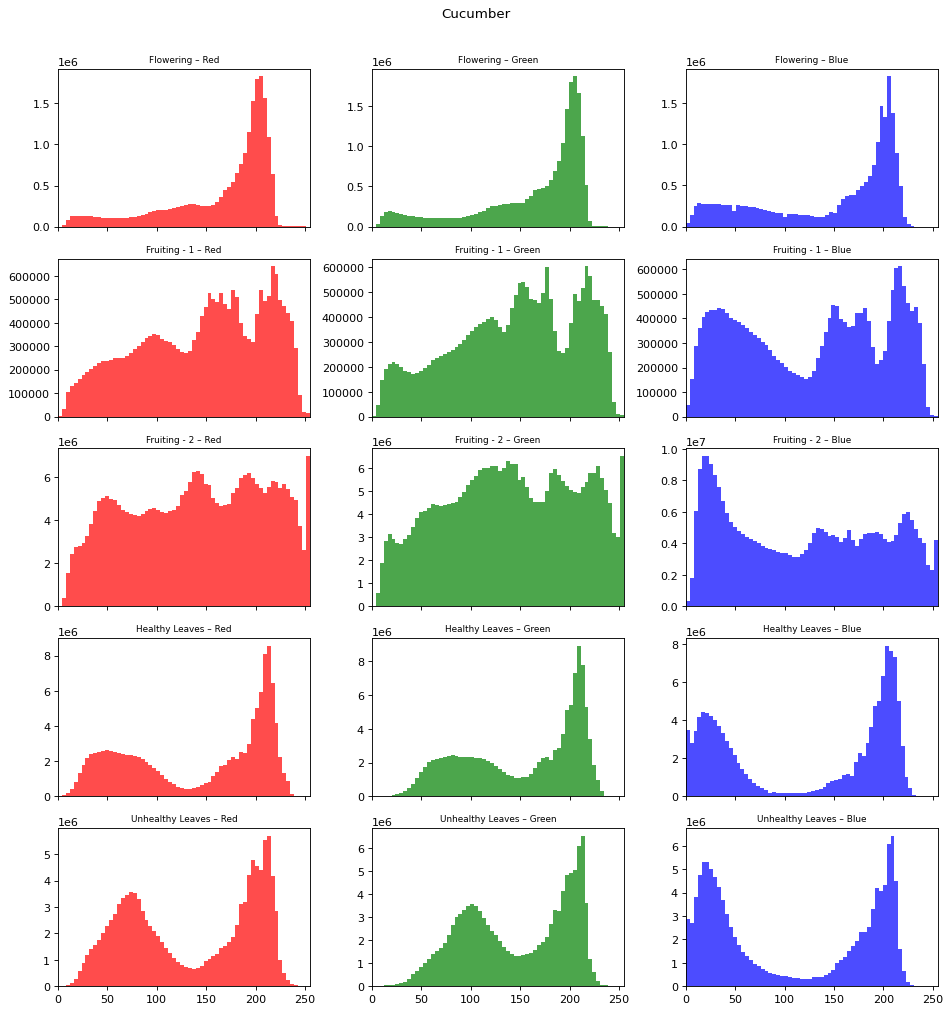 Cucumber
Flowering – Red
Flowering – Green
Flowering – Blue
1e6
1e6
1e6
1.5
1.0
0.5
0.0
1.5
1.0
0.5
0.0
1.5
1.0
0.5
0.0
Fruiting - 1 – Red
Fruiting - 1 – Green
Fruiting - 1 – Blue
600000
500000
400000
300000
200000
100000
0
600000
500000
400000
300000
200000
100000
0
600000
500000
400000
300000
200000
100000
0
Fruiting - 2 – Red
Fruiting - 2 – Green
Fruiting - 2 – Blue
1e6
1e6
1e7
6
4
2
0
6
5
4
3
2
1
0
1.0
0.8
0.6
0.4
0.2
0.0
Healthy Leaves – Red
Healthy Leaves – Green
Healthy Leaves – Blue
1e6
1e6
1e6
8
6
4
2
0
8
6
4
2
0
8
6
4
2
0
Unhealthy Leaves – Red
Unhealthy Leaves – Green
Unhealthy Leaves – Blue
1e6
1e6
1e6
5
4
3
2
1
0
6
5
4
3
2
1
0
6
5
4
3
2
1
0
0 50 100 150 200 250
0 50 100 150 200 250
0 50 100 150 200 250